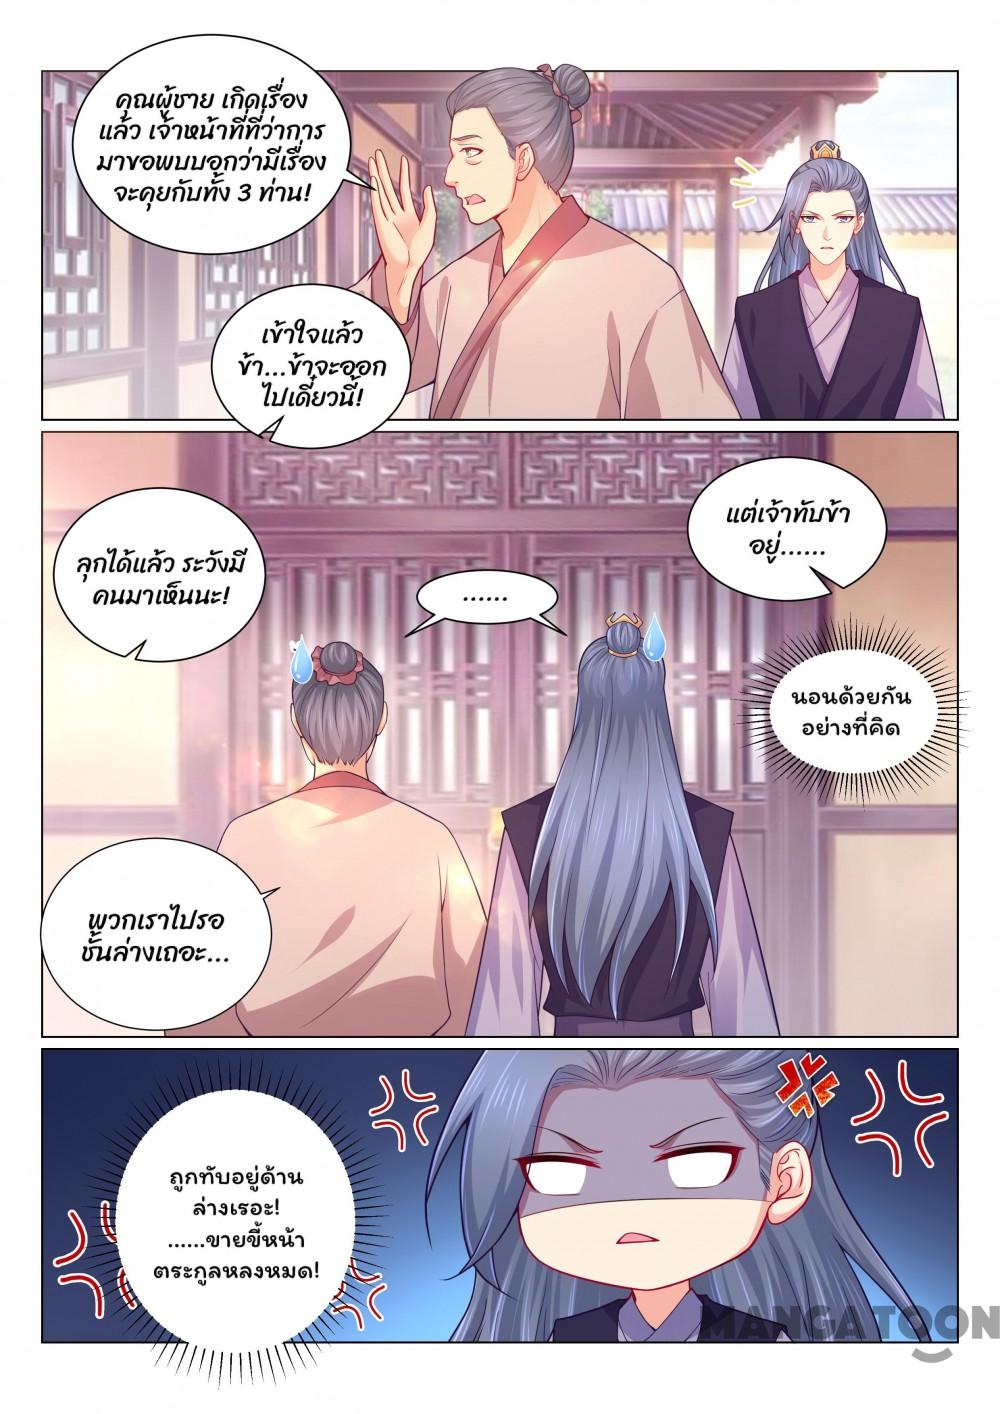 คุณผู้ชาย เกิดเรื่อง
แล้ว เจ้าหน้าที่ที่ว่าการ
มาขอพบบอกว่ามีเรื่อง
จะคุยกับทั้ง 3 ท่าน!
เข้าใจแล้ว
ข้า...ข้าจะออก
ไปเดี๋ยวนี้!
แต่เจ้าทับข้า
อยู่......
ลุกได้แล้ว ระวังมี
คนมาเห็นนะ!
......
นอนด้วยกัน
อย่างที่คิด
พวกเราไปรอ
ชั้นล่างเถอะ...
ถูกทับอยู่ด้าน
ล่างเรอะ!
......ขายขี้หน้า
ตระกูลหลงหมด!
MANGATOON